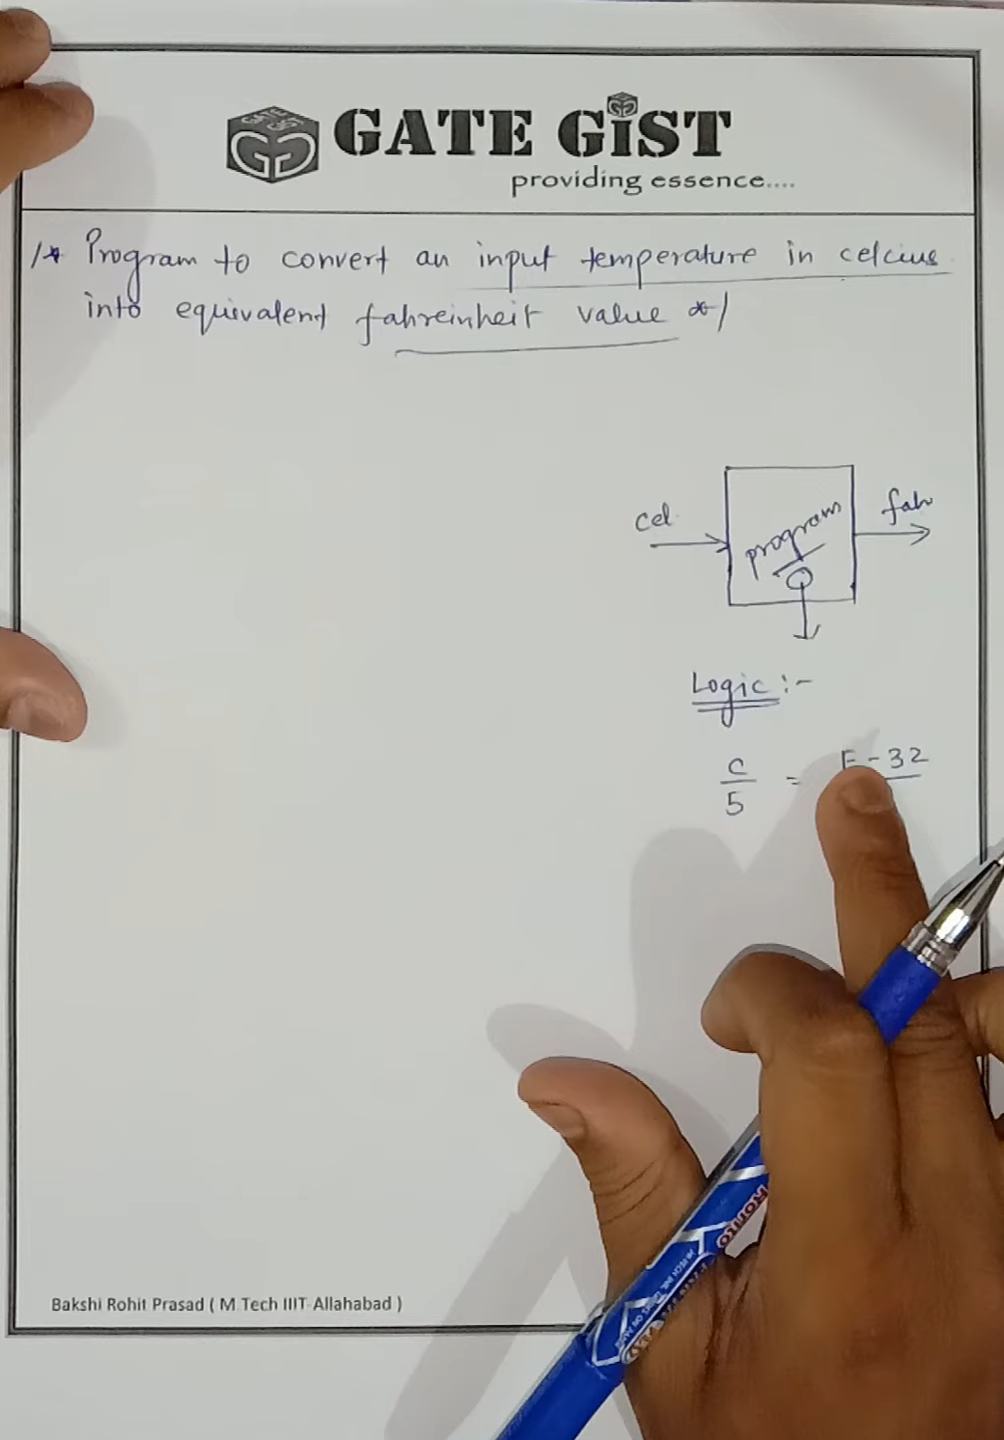 GATE GIST
providing essence....
/* Program to convert an input temperature in celcius
into equivalent fahreinheit value */
cel
program
fah
Logic :-
C/5 = F-32
Bakshi Rohit Prasad ( M Tech IIIT Allahabad )